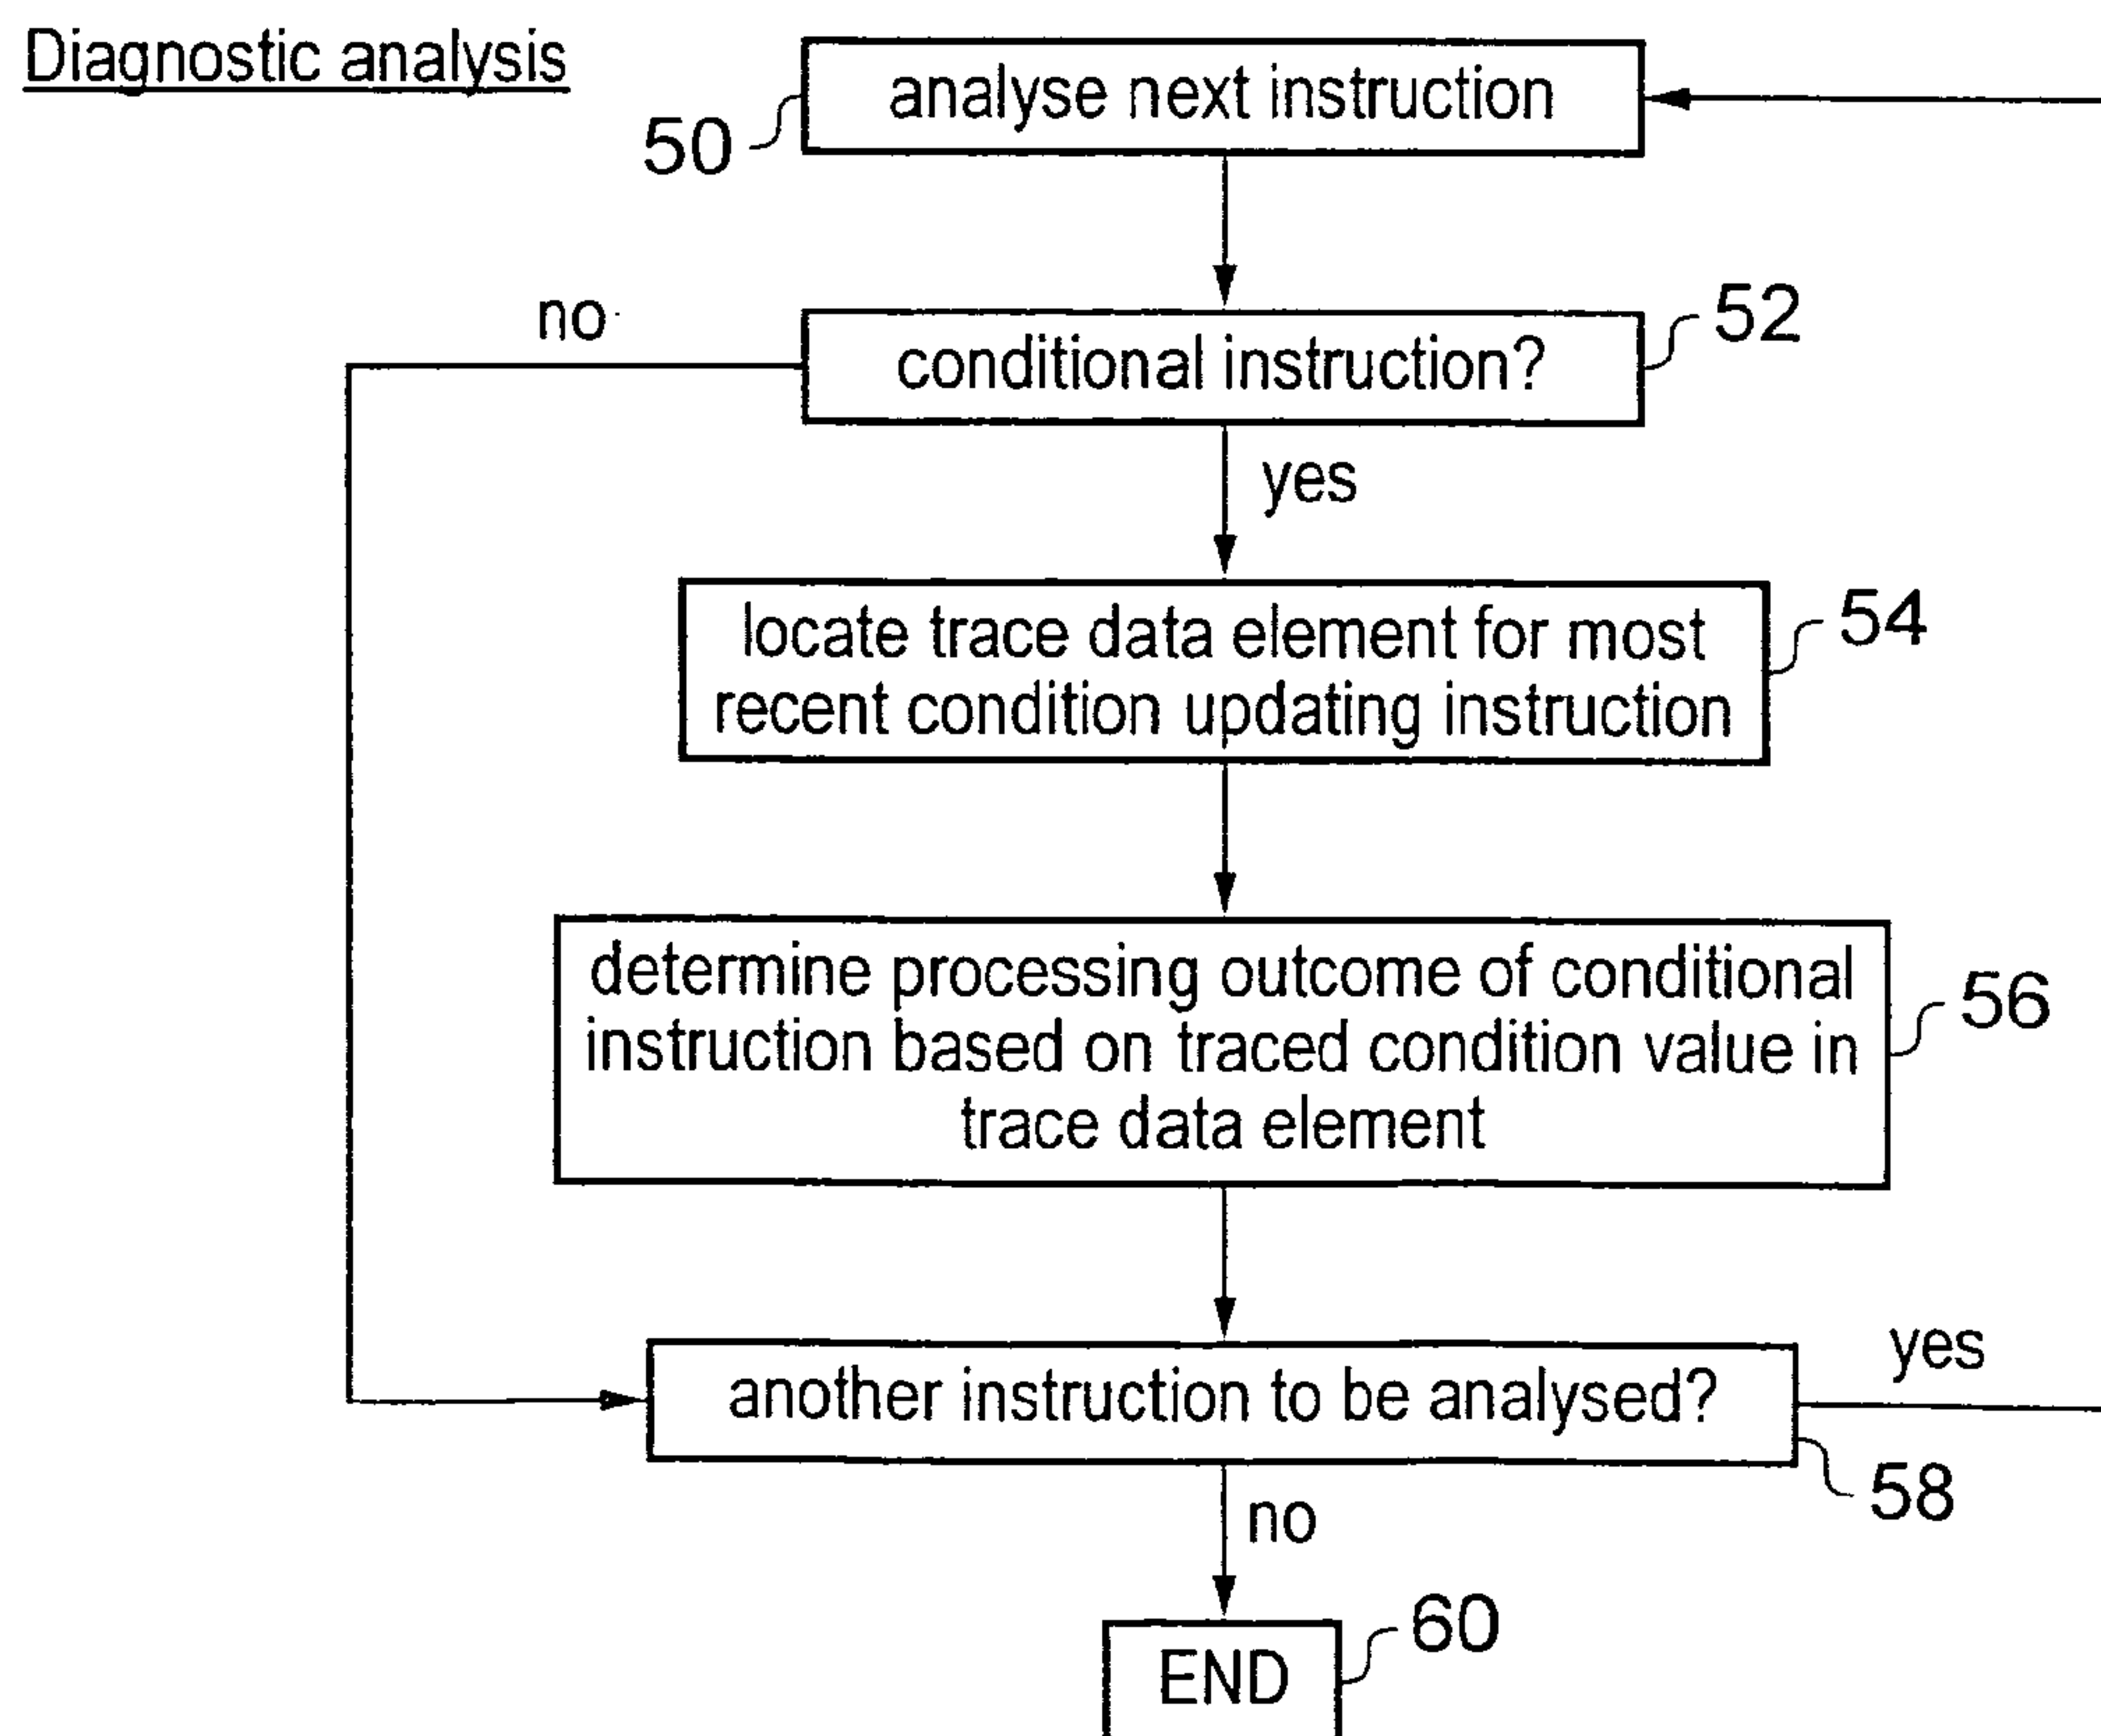 Diagnostic analysis
analyse next instruction
50
conditional instruction?
52
no
yes
locate trace data element for most
recent condition updating instruction
54
determine processing outcome of conditional
instruction based on traced condition value in
trace data element
56
another instruction to be analysed?
yes
58
no
END
60